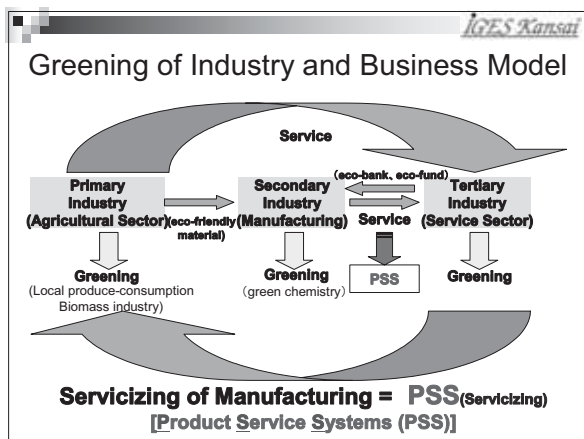 IGES Kansai
Greening of Industry and Business Model
Service
(eco-bank、eco-fund)
Primary
Industry
(Agricultural Sector)
(eco-friendly
material)
Secondary
Industry
(Manufacturing)
Service
Tertiary
Industry
(Service Sector)
Greening
(Local produce-consumption
Biomass industry)
Greening
(green chemistry)
PSS
Greening
Servicizing of Manufacturing = PSS(Servicizing)
[Product Service Systems (PSS)]